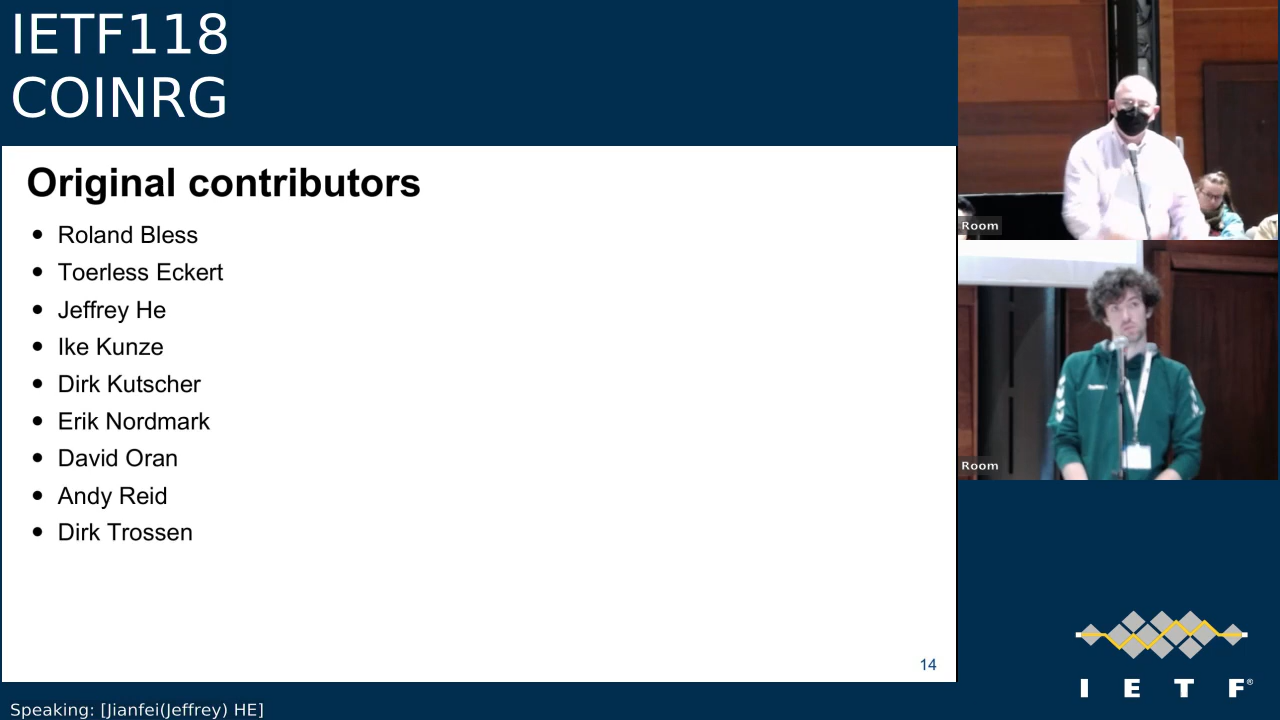 IETF118
COINRG
Original contributors
• Roland Bless
• Toerless Eckert
• Jeffrey He
• Ike Kunze
• Dirk Kutscher
• Erik Nordmark
• David Oran
• Andy Reid
• Dirk Trossen
14
Room
Room
I E T F®
Speaking: [Jianfei(Jeffrey) HE]